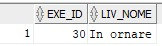 EXE_ID LIV_NOME
1 30 In ornare